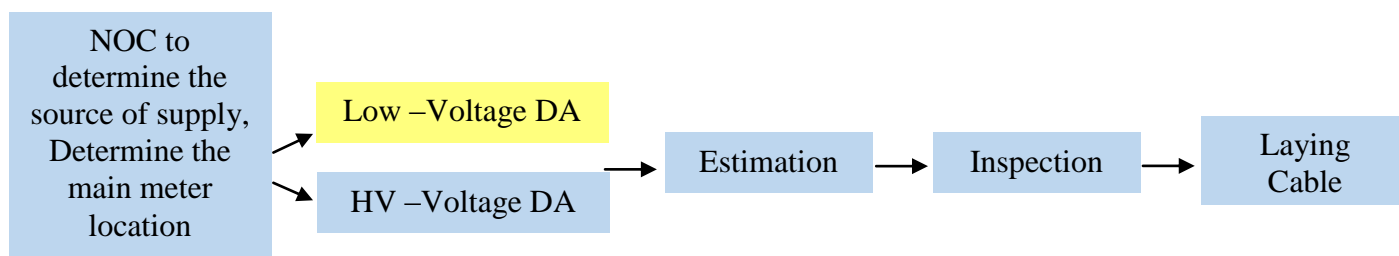 NOC to
determine the
source of supply,
Determine the
main meter
location
Low –Voltage DA
HV –Voltage DA
Estimation
Inspection
Laying
Cable